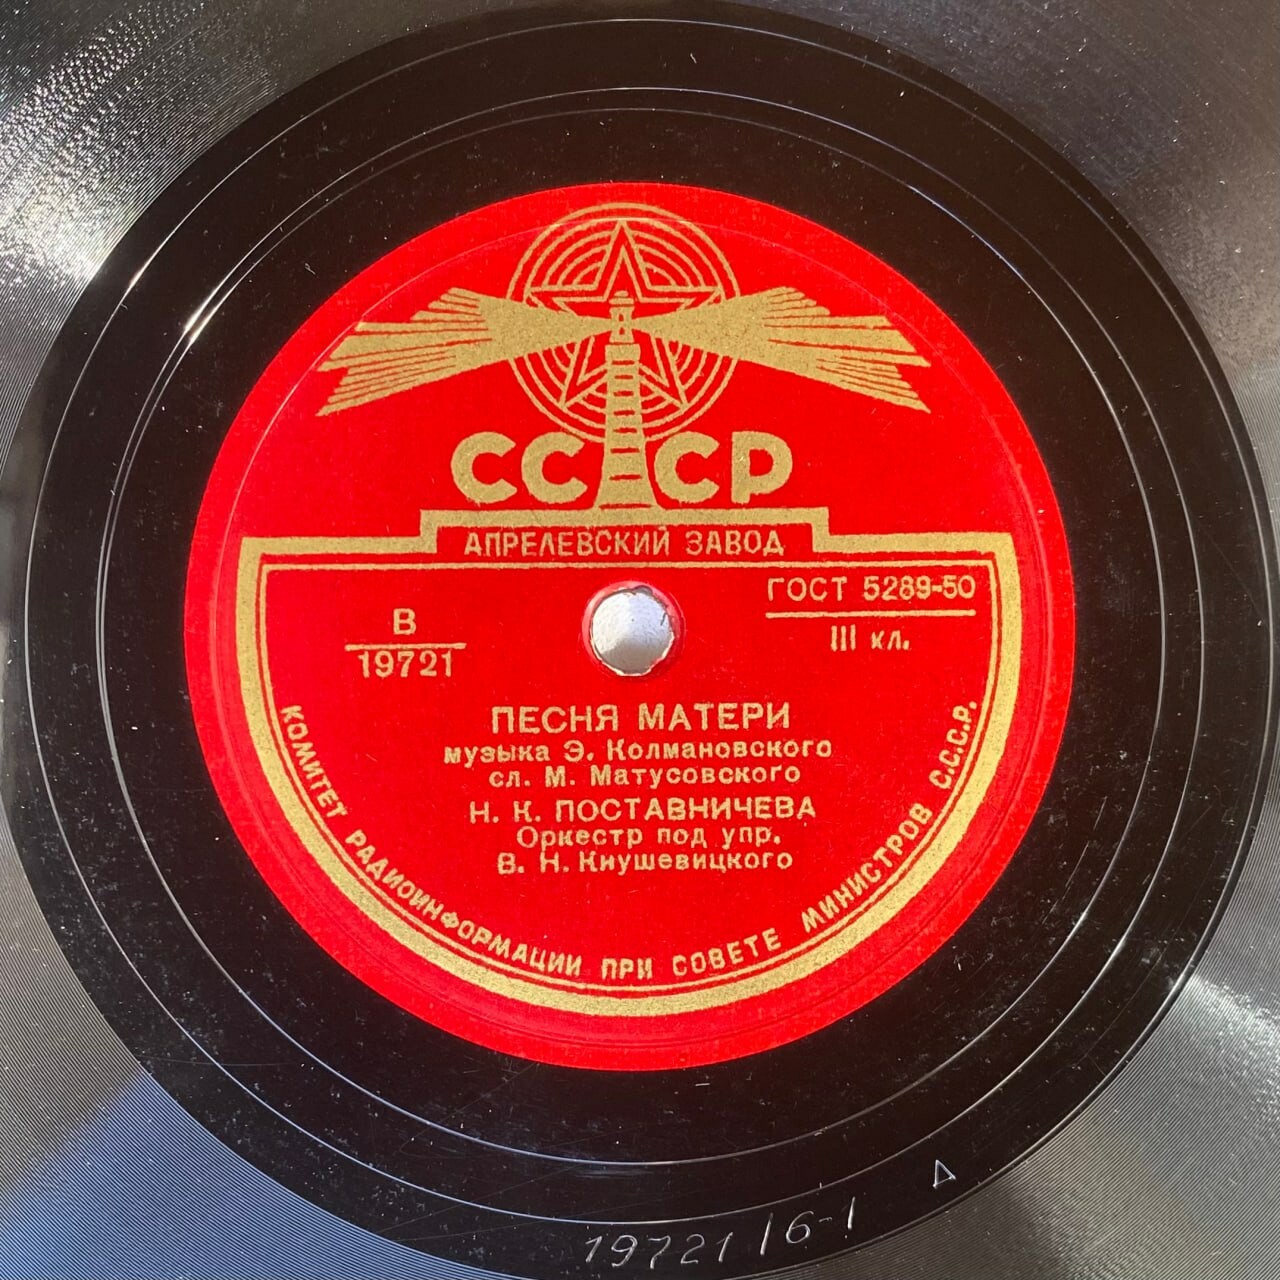 СССР
АПРЕЛЕВСКИЙ ЗАВОД
ГОСТ 5289-50
III кл.
В
19721
ПЕСНЯ МАТЕРИ
музыка Э. Колмановского
сл. М. Матусовского
Н. К. ПОСТАВНИЧЕВА
Оркестр под упр.
В. Н. Кнушевицкого
КОМИТЕТ РАДИОИНФОРМАЦИИ ПРИ СОВЕТЕ МИНИСТРОВ С.С.С.Р.
19721/6-1 Δ